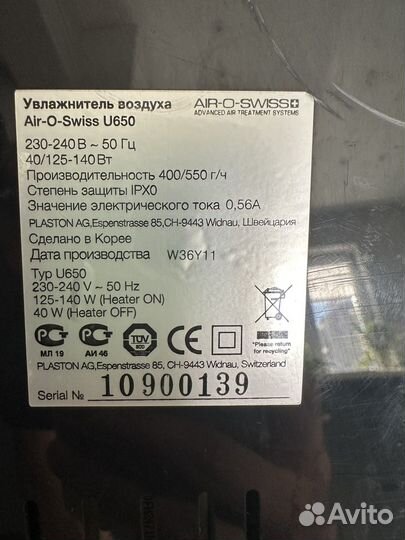 Увлажнитель воздуха
Air-O-Swiss U650
AIR-O-SWISS
ADVANCED AIR TREATMENT SYSTEMS
230-240 В ~ 50 Гц
40/125-140 Вт
Производительность 400/550 г/ч
Степень защиты IPX0
Значение электрического тока 0,56А
PLASTON AG,Espenstrasse 85,CH-9443 Widnau, Швейцария
Сделано в Корее
Дата производства W36Y11
Тур U650
230-240 V ~ 50 Hz
125-140 W (Heater ON)
40 W (Heater OFF)
МЛ 19
АИ 46
TÜV
CE
"Please return
for recycling"
PLASTON AG,Espenstrasse 85, CH-9443 Widnau, Switzerland
Serial № 10900139
Avito